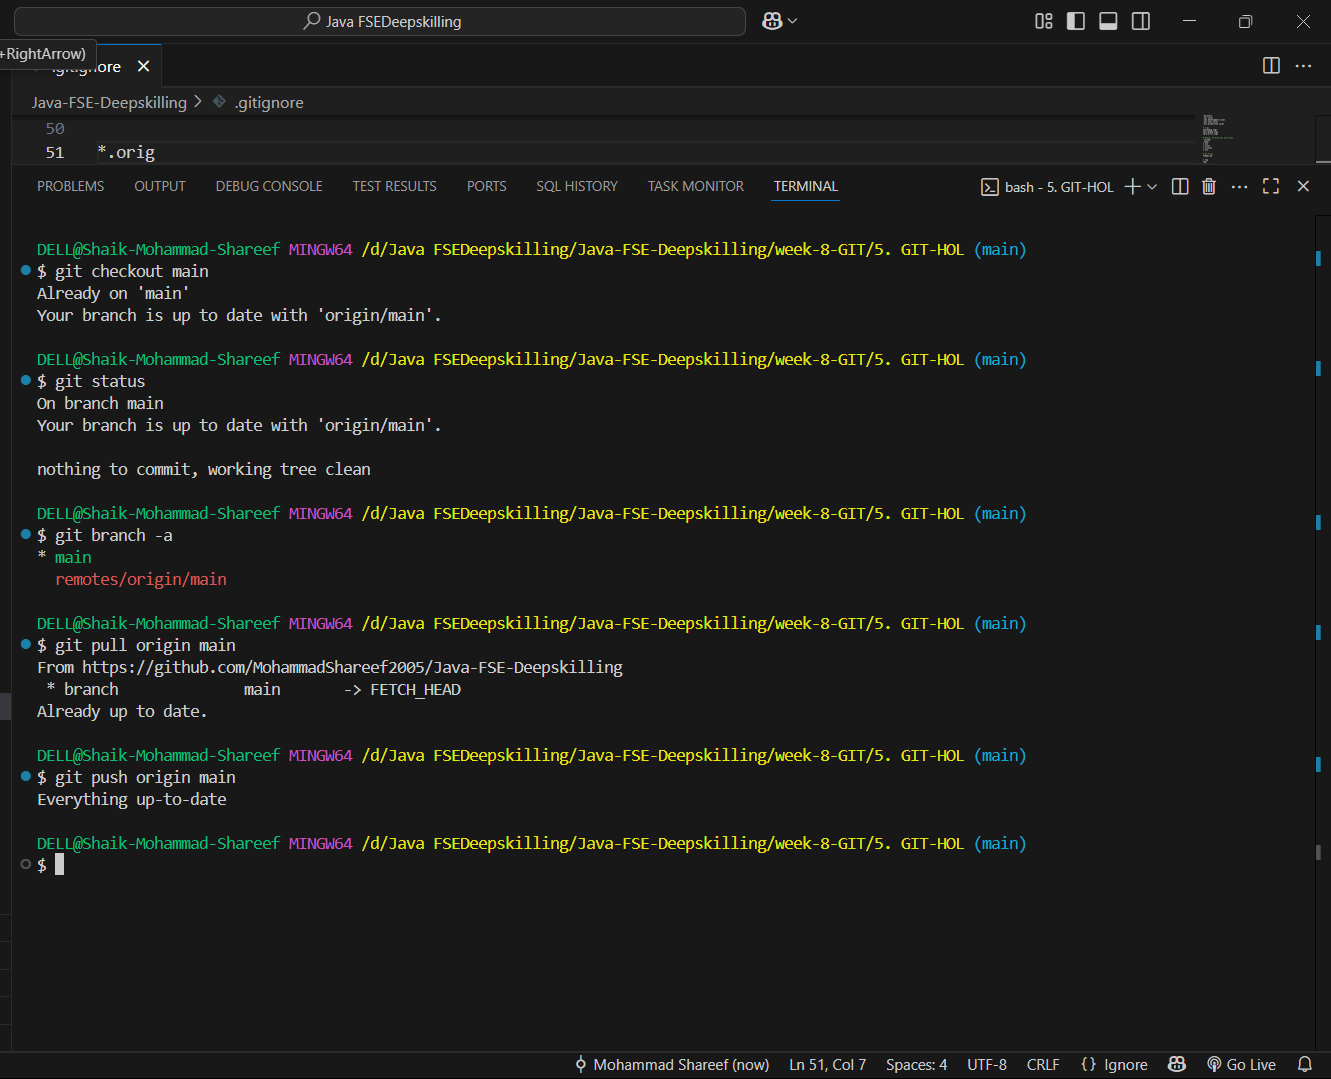 Java FSEDeepskilling
+RightArrow)
.gitignore
Java-FSE-Deepskilling > .gitignore
50
51 *.orig
PROBLEMS OUTPUT DEBUG CONSOLE TEST RESULTS PORTS SQL HISTORY TASK MONITOR TERMINAL bash - 5. GIT-HOL
DELL@Shaik-Mohammad-Shareef MINGW64 /d/Java FSEDeepskilling/Java-FSE-Deepskilling/week-8-GIT/5. GIT-HOL (main)
$ git checkout main
Already on 'main'
Your branch is up to date with 'origin/main'.
DELL@Shaik-Mohammad-Shareef MINGW64 /d/Java FSEDeepskilling/Java-FSE-Deepskilling/week-8-GIT/5. GIT-HOL (main)
$ git status
On branch main
Your branch is up to date with 'origin/main'.
nothing to commit, working tree clean
DELL@Shaik-Mohammad-Shareef MINGW64 /d/Java FSEDeepskilling/Java-FSE-Deepskilling/week-8-GIT/5. GIT-HOL (main)
$ git branch -a
* main
remotes/origin/main
DELL@Shaik-Mohammad-Shareef MINGW64 /d/Java FSEDeepskilling/Java-FSE-Deepskilling/week-8-GIT/5. GIT-HOL (main)
$ git pull origin main
From https://github.com/MohammadShareef2005/Java-FSE-Deepskilling
* branch main -> FETCH_HEAD
Already up to date.
DELL@Shaik-Mohammad-Shareef MINGW64 /d/Java FSEDeepskilling/Java-FSE-Deepskilling/week-8-GIT/5. GIT-HOL (main)
$ git push origin main
Everything up-to-date
DELL@Shaik-Mohammad-Shareef MINGW64 /d/Java FSEDeepskilling/Java-FSE-Deepskilling/week-8-GIT/5. GIT-HOL (main)
$
Mohammad Shareef (now) Ln 51, Col 7 Spaces: 4 UTF-8 CRLF {} Ignore Go Live